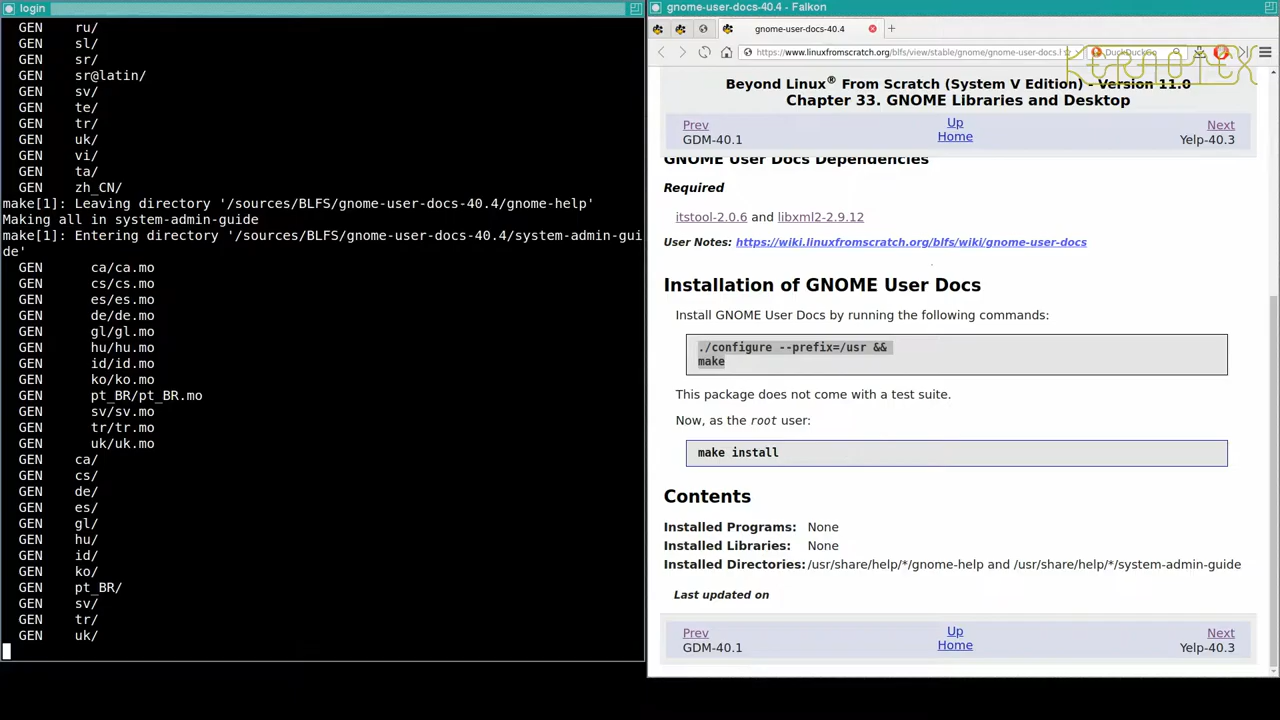 login
GEN ru/
GEN sl/
GEN sr/
GEN sr@latin/
GEN sv/
GEN te/
GEN tr/
GEN uk/
GEN vi/
GEN ta/
GEN zh_CN/
make[1]: Leaving directory '/sources/BLFS/gnome-user-docs-40.4/gnome-help'
Making all in system-admin-guide
make[1]: Entering directory '/sources/BLFS/gnome-user-docs-40.4/system-admin-gui
de'
GEN ca/ca.mo
GEN cs/cs.mo
GEN es/es.mo
GEN de/de.mo
GEN gl/gl.mo
GEN hu/hu.mo
GEN id/id.mo
GEN ko/ko.mo
GEN pt_BR/pt_BR.mo
GEN sv/sv.mo
GEN tr/tr.mo
GEN uk/uk.mo
GEN ca/
GEN cs/
GEN de/
GEN es/
GEN gl/
GEN hu/
GEN id/
GEN ko/
GEN pt_BR/
GEN sv/
GEN tr/
GEN uk/
gnome-user-docs-40.4 - Falkon
gnome-user-docs-40.4
https://www.linuxfromscratch.org/blfs/view/stable/gnome/gnome-user-docs.h
DuckDuckGo
KERNOTEX
Beyond Linux® From Scratch (System V Edition) - Version 11.0
Chapter 33. GNOME Libraries and Desktop
Prev Up Next
GDM-40.1 Home Yelp-40.3
GNOME User Docs Dependencies
Required
itstool-2.0.6 and libxml2-2.9.12
User Notes: https://wiki.linuxfromscratch.org/blfs/wiki/gnome-user-docs
Installation of GNOME User Docs
Install GNOME User Docs by running the following commands:
./configure --prefix=/usr &&
make
This package does not come with a test suite.
Now, as the root user:
make install
Contents
Installed Programs: None
Installed Libraries: None
Installed Directories: /usr/share/help/*/gnome-help and /usr/share/help/*/system-admin-guide
Last updated on
Prev Up Next
GDM-40.1 Home Yelp-40.3